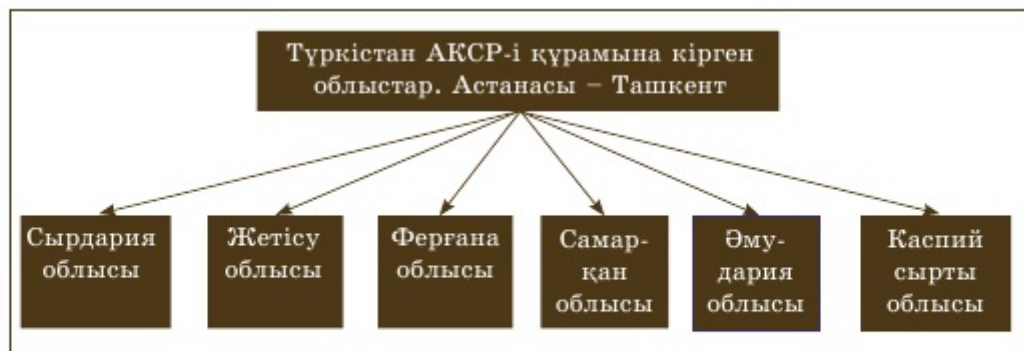 Түркістан АКСР-і құрамына кірген
облыстар. Астанасы – Ташкент
Сырдария
облысы
Жетісу
облысы
Ферғана
облысы
Самар-
қан
облысы
Әму-
дария
облысы
Каспий
сырты
облысы